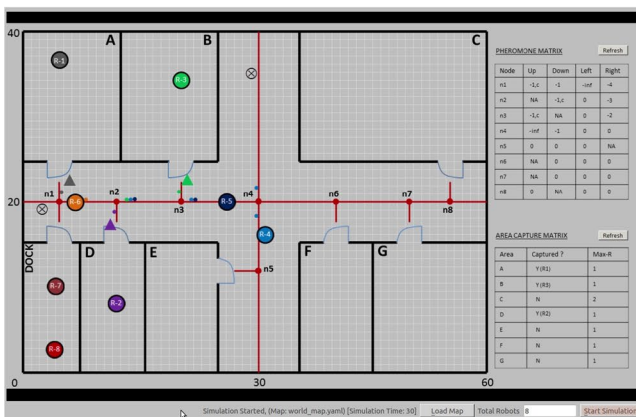 40
A
B
C
R-1
R-3
n1
n2
n3
n4
n6
n7
n8
20
R-6
R-5
R-4
DOCK
D
E
F
G
n5
R-7
R-2
R-8
0
30
60
PHEROMONE MATRIX Refresh
Node Up Down Left Right
n1 -1,c -1 -inf -4
n2 NA -1,c 0 -3
n3 -1,c NA 0 -2
n4 -inf -1 0 0
n5 0 0 0 NA
n6 NA 0 0 0
n7 NA 0 0 0
n8 0 NA 0 0
AREA CAPTURE MATRIX Refresh
Area Captured ? Max-R
A Y (R1) 1
B Y (R3) 1
C N 2
D Y (R2) 1
E N 1
F N 1
G N 1
Simulation Started, (Map: world_map.yaml) [Simulation Time: 30] Load Map Total Robots 8 Start Simulation